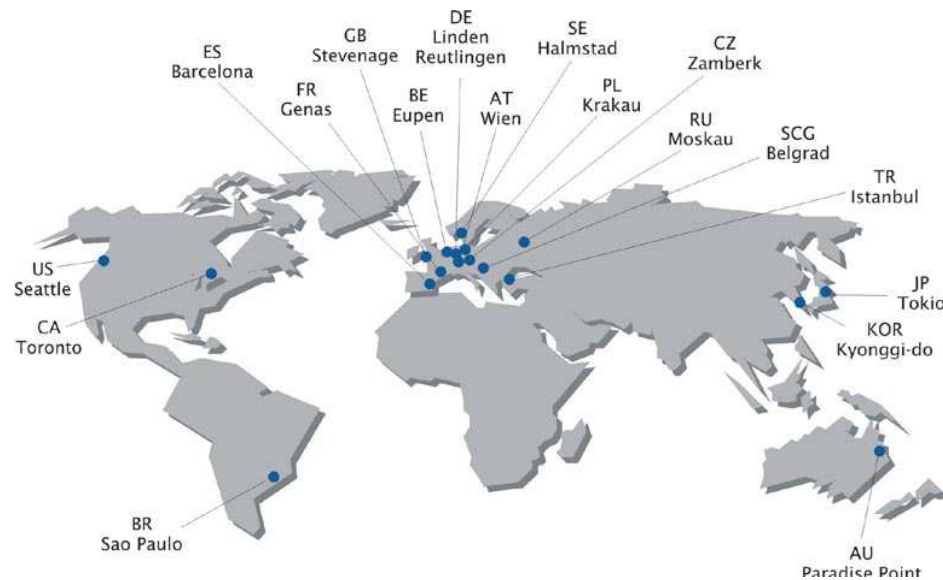 DE
Linden
Reutlingen
GB
Stevenage
SE
Halmstad
CZ
Zamberk
ES
Barcelona
FR
Genas
BE
Eupen
AT
Wien
PL
Krakau
RU
Moskau
SCG
Belgrad
TR
Istanbul
US
Seattle
CA
Toronto
JP
Tokio
KOR
Kyonggi-do
BR
Sao Paulo
AU
Paradise Point